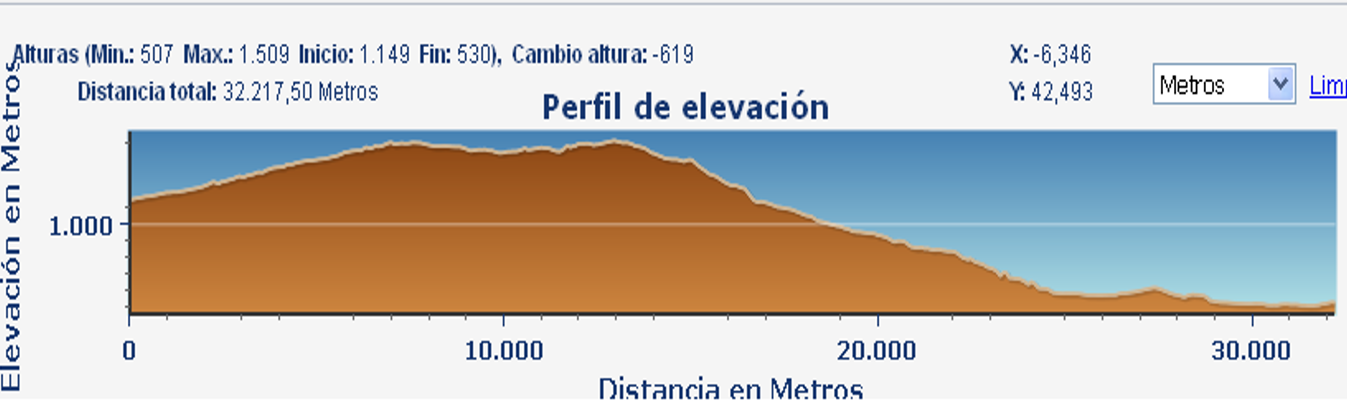 Alturas (Min.: 507 Max.: 1.509 Inicio: 1.149 Fin: 530), Cambio altura: -619
Distancia total: 32.217,50 Metros
X: -6,346
Y: 42,493
Metros
Limp
Perfil de elevación
Elevación en Metros
1.000
0 10.000 20.000 30.000
Distancia en Metros